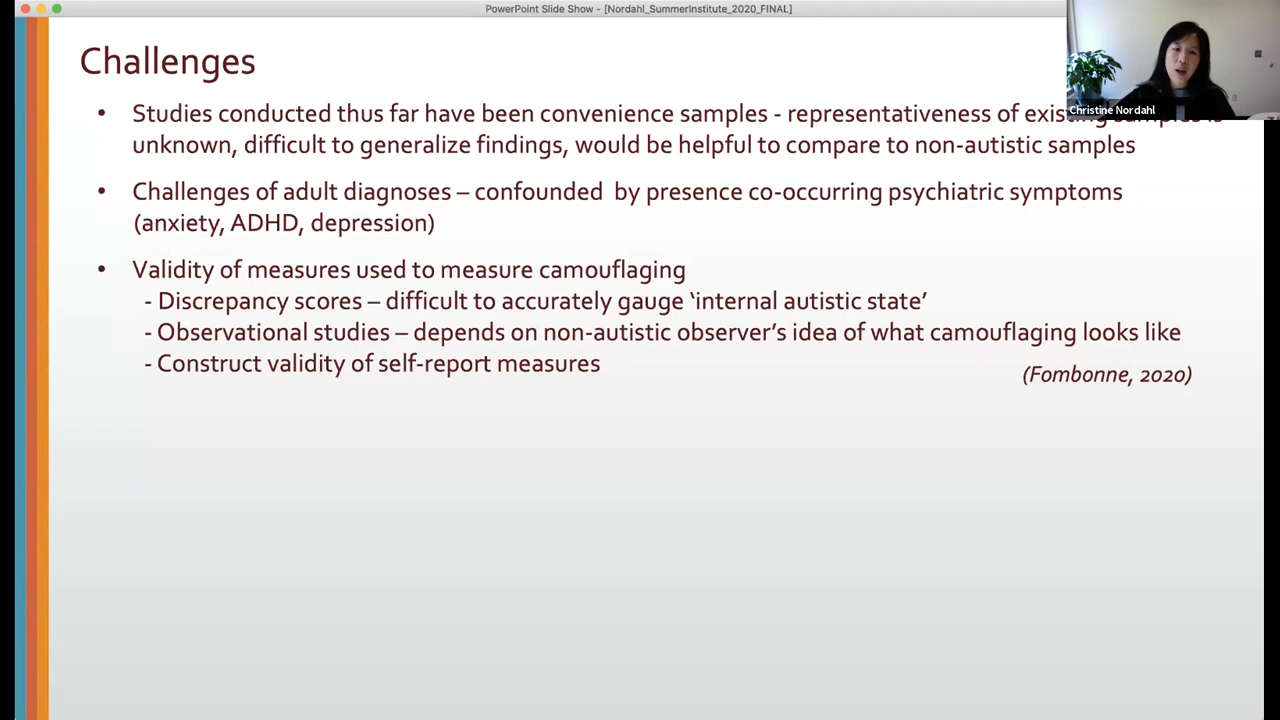 PowerPoint Slide Show - [Nordahl_SummerInstitute_2020_FINAL]
Challenges
Christine Nordahl
• Studies conducted thus far have been convenience samples - representativeness of existing samples is
unknown, difficult to generalize findings, would be helpful to compare to non-autistic samples
• Challenges of adult diagnoses – confounded by presence co-occurring psychiatric symptoms
(anxiety, ADHD, depression)
• Validity of measures used to measure camouflaging
- Discrepancy scores – difficult to accurately gauge ‘internal autistic state’
- Observational studies – depends on non-autistic observer’s idea of what camouflaging looks like
- Construct validity of self-report measures
(Fombonne, 2020)